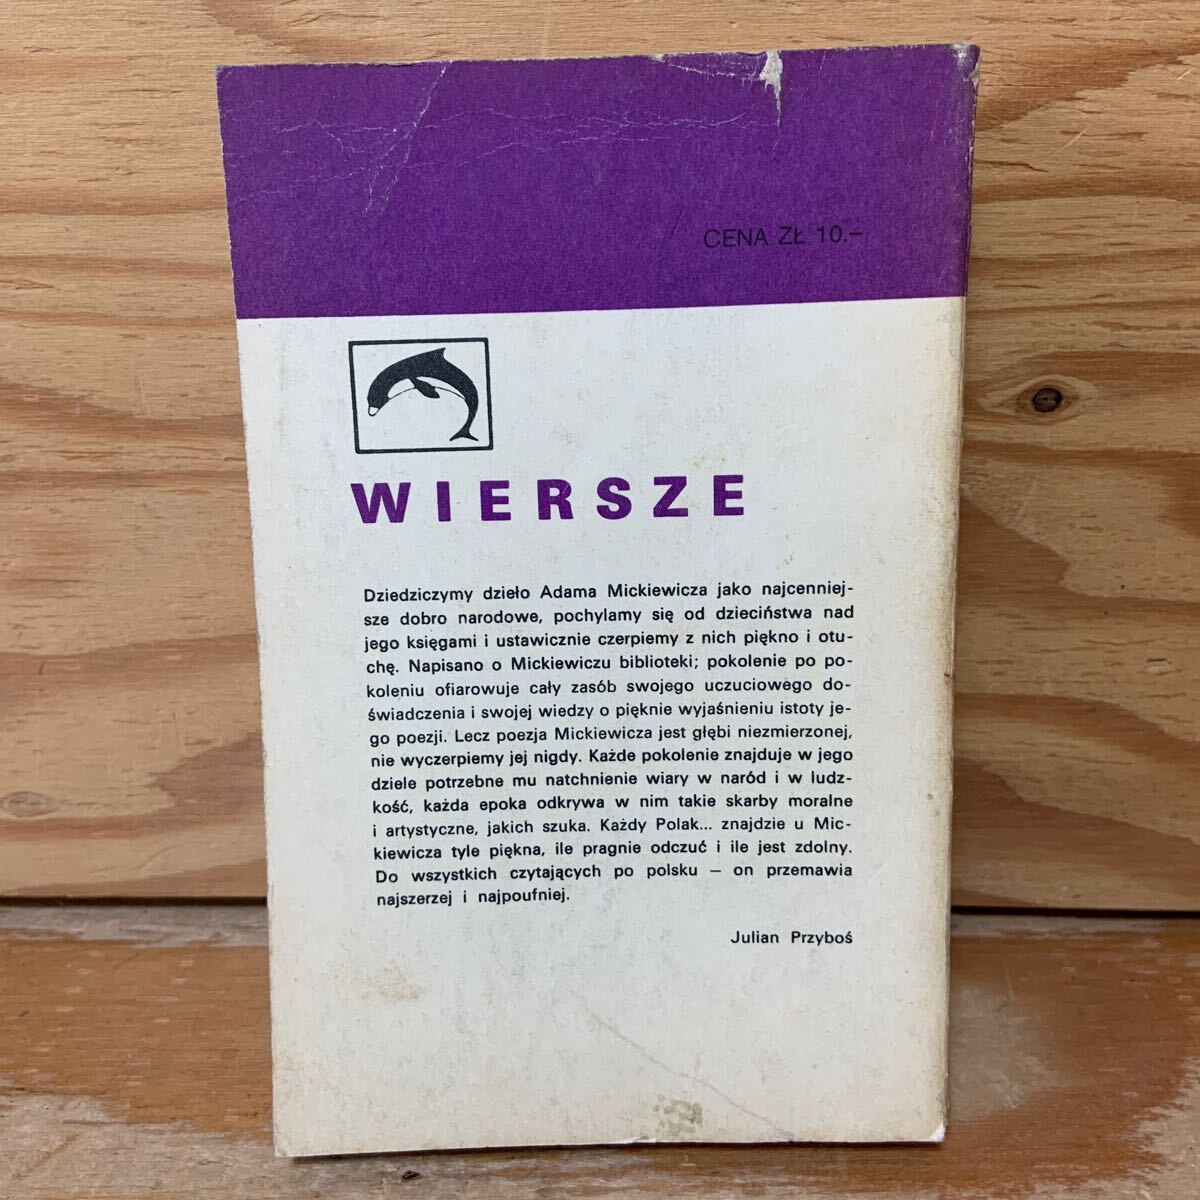 CENA ZŁ 10.–
WIERSZE
Dziedziczymy dzieło Adama Mickiewicza jako najcenniej-
sze dobro narodowe, pochylamy się od dzieciństwa nad
jego księgami i ustawicznie czerpiemy z nich piękno i otu-
chę. Napisano o Mickiewiczu biblioteki; pokolenie po po-
koleniu ofiarowuje cały zasób swojego uczuciowego do-
świadczenia i swojej wiedzy o pięknie wyjaśnieniu istoty je-
go poezji. Lecz poezja Mickiewicza jest głębi niezmierzonej,
nie wyczerpiemy jej nigdy. Każde pokolenie znajduje w jego
dziele potrzebne mu natchnienie wiary w naród i w ludz-
kość, każda epoka odkrywa w nim takie skarby moralne
i artystyczne, jakich szuka. Każdy Polak... znajdzie u Mic-
kiewicza tyle piękna, ile pragnie odczuć i ile jest zdolny.
Do wszystkich czytających po polsku – on przemawia
najszerzej i najpoufniej.
Julian Przyboś